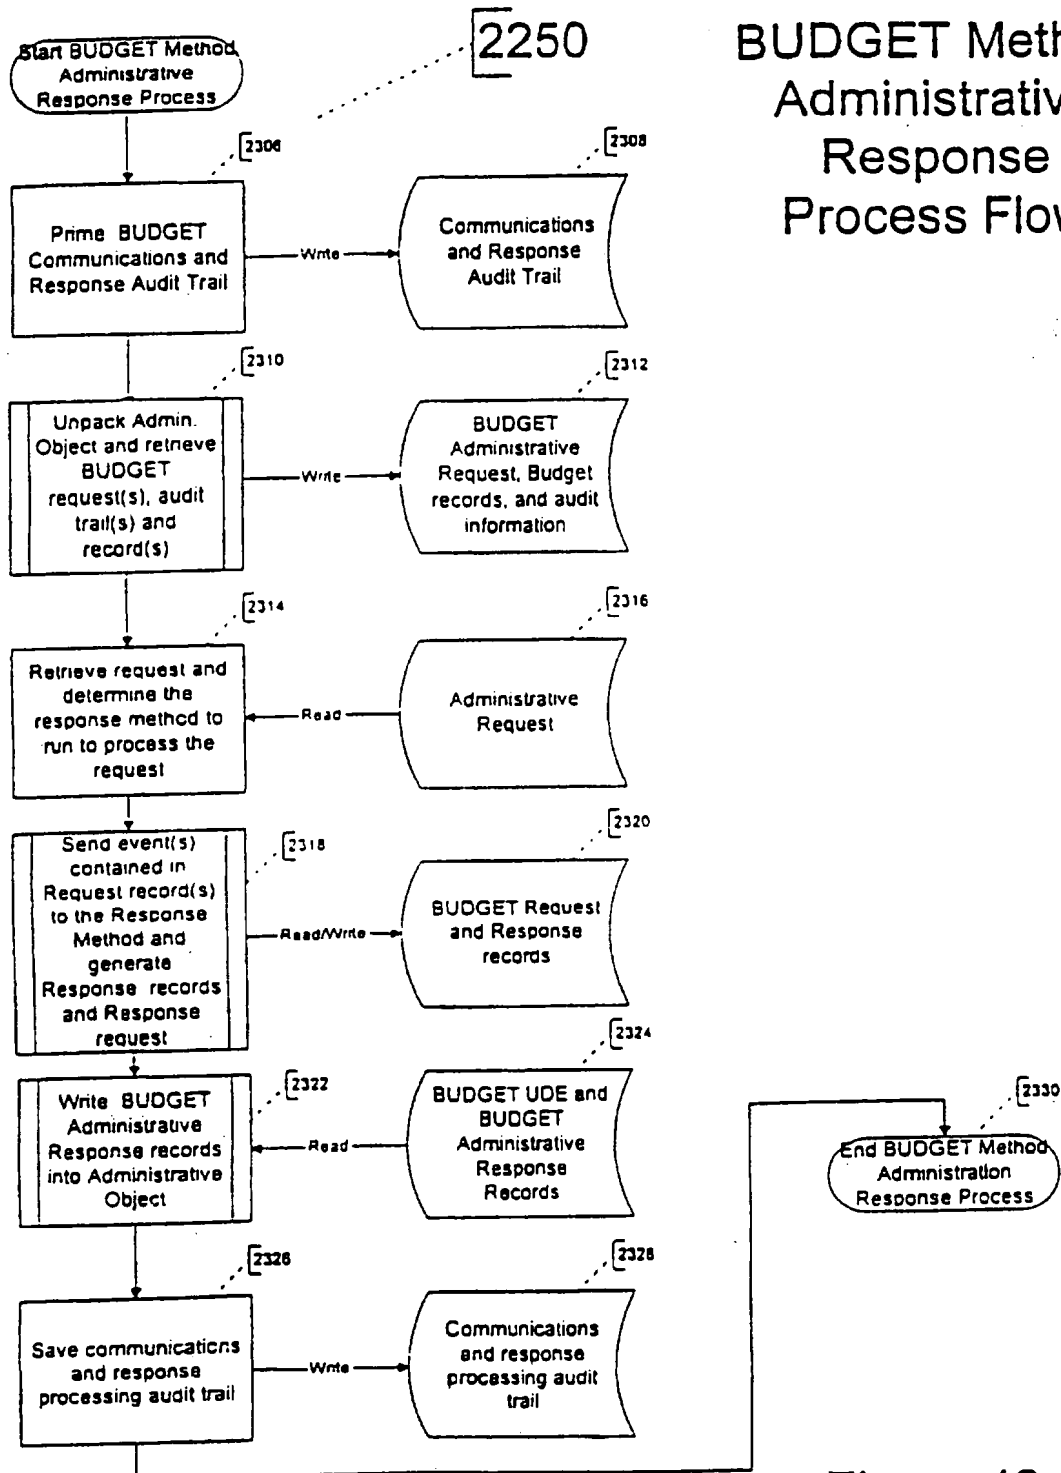 Start BUDGET Method
Administrative
Response Process
2250
BUDGET Meth
Administrativ
Response
Process Flow
2306
Prime BUDGET
Communications and
Response Audit Trail
Write
2308
Communications
and Response
Audit Trail
2310
Unpack Admin.
Object and retrieve
BUDGET
request(s), audit
trail(s) and
record(s)
Write
2312
BUDGET
Administrative
Request, Budget
records, and audit
information
2314
Retrieve request and
determine the
response method to
run to process the
request
Read
2316
Administrative
Request
2318
Send event(s)
contained in
Request record(s)
to the Response
Method and
generate
Response records
and Response
request
Read/Write
2320
BUDGET Request
and Response
records
2322
Write BUDGET
Administrative
Response records
into Administrative
Object
Read
2324
BUDGET UDE and
BUDGET
Administrative
Response
Records
2326
Save communications
and response
processing audit trail
Write
2328
Communications
and response
processing audit
trail
2330
End BUDGET Method
Administration
Response Process